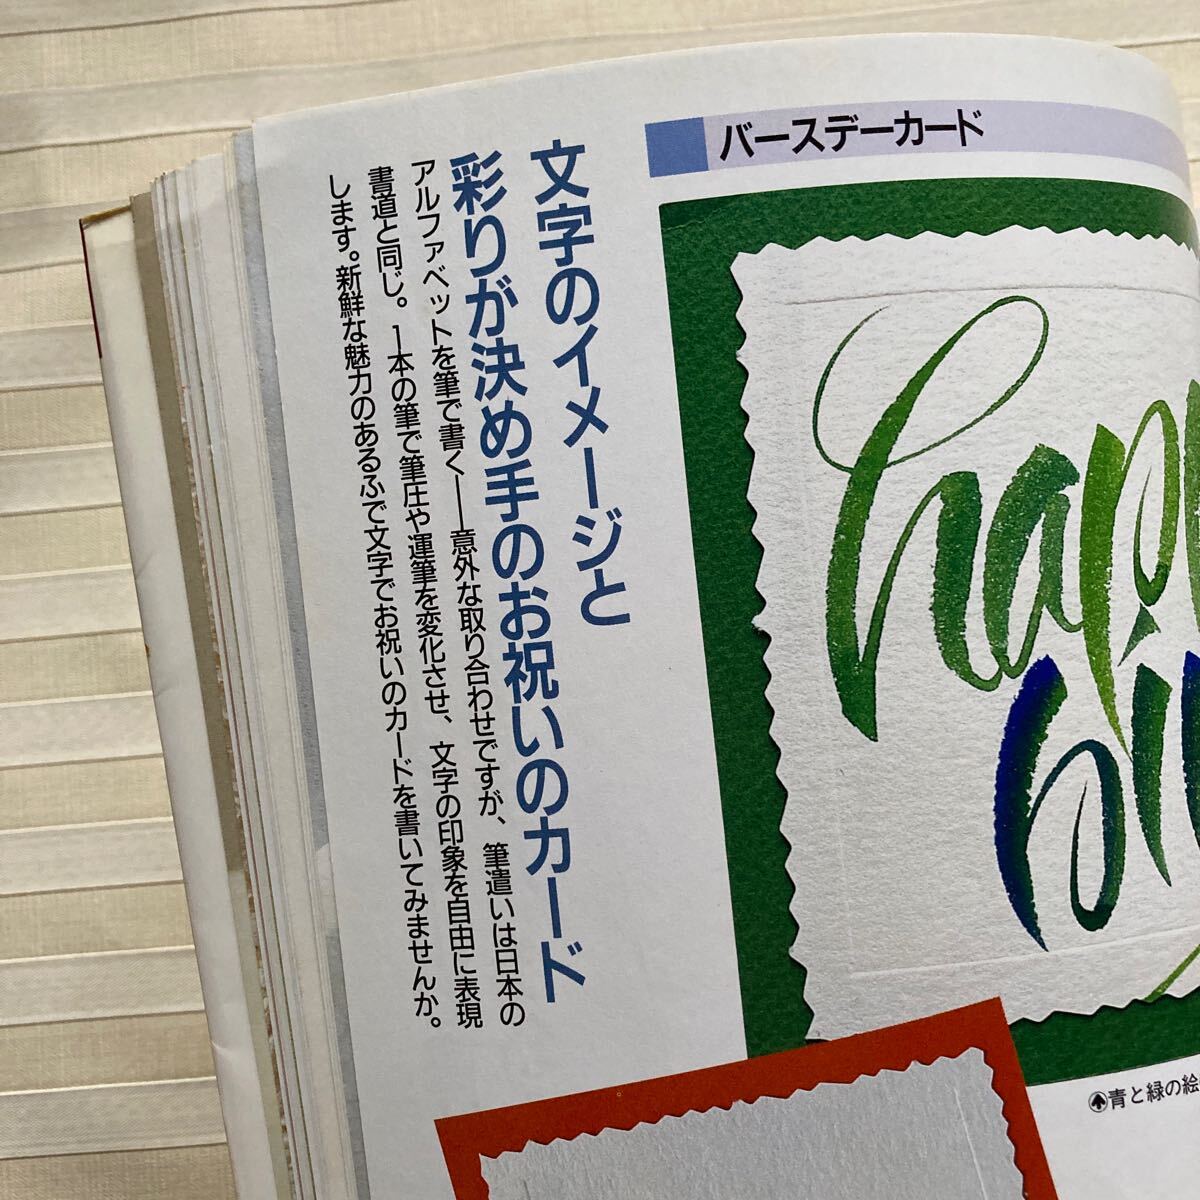 バースデーカード
文字のイメージと
彩りが決め手のお祝いのカード
アルファベットを筆で書く──意外な取り合わせですが、筆遣いは日本の
書道と同じ。1本の筆で筆圧や運筆を変化させ、文字の印象を自由に表現
します。新鮮な魅力のあるふで文字でお祝いのカードを書いてみませんか。
happ
bi
青と緑の絵